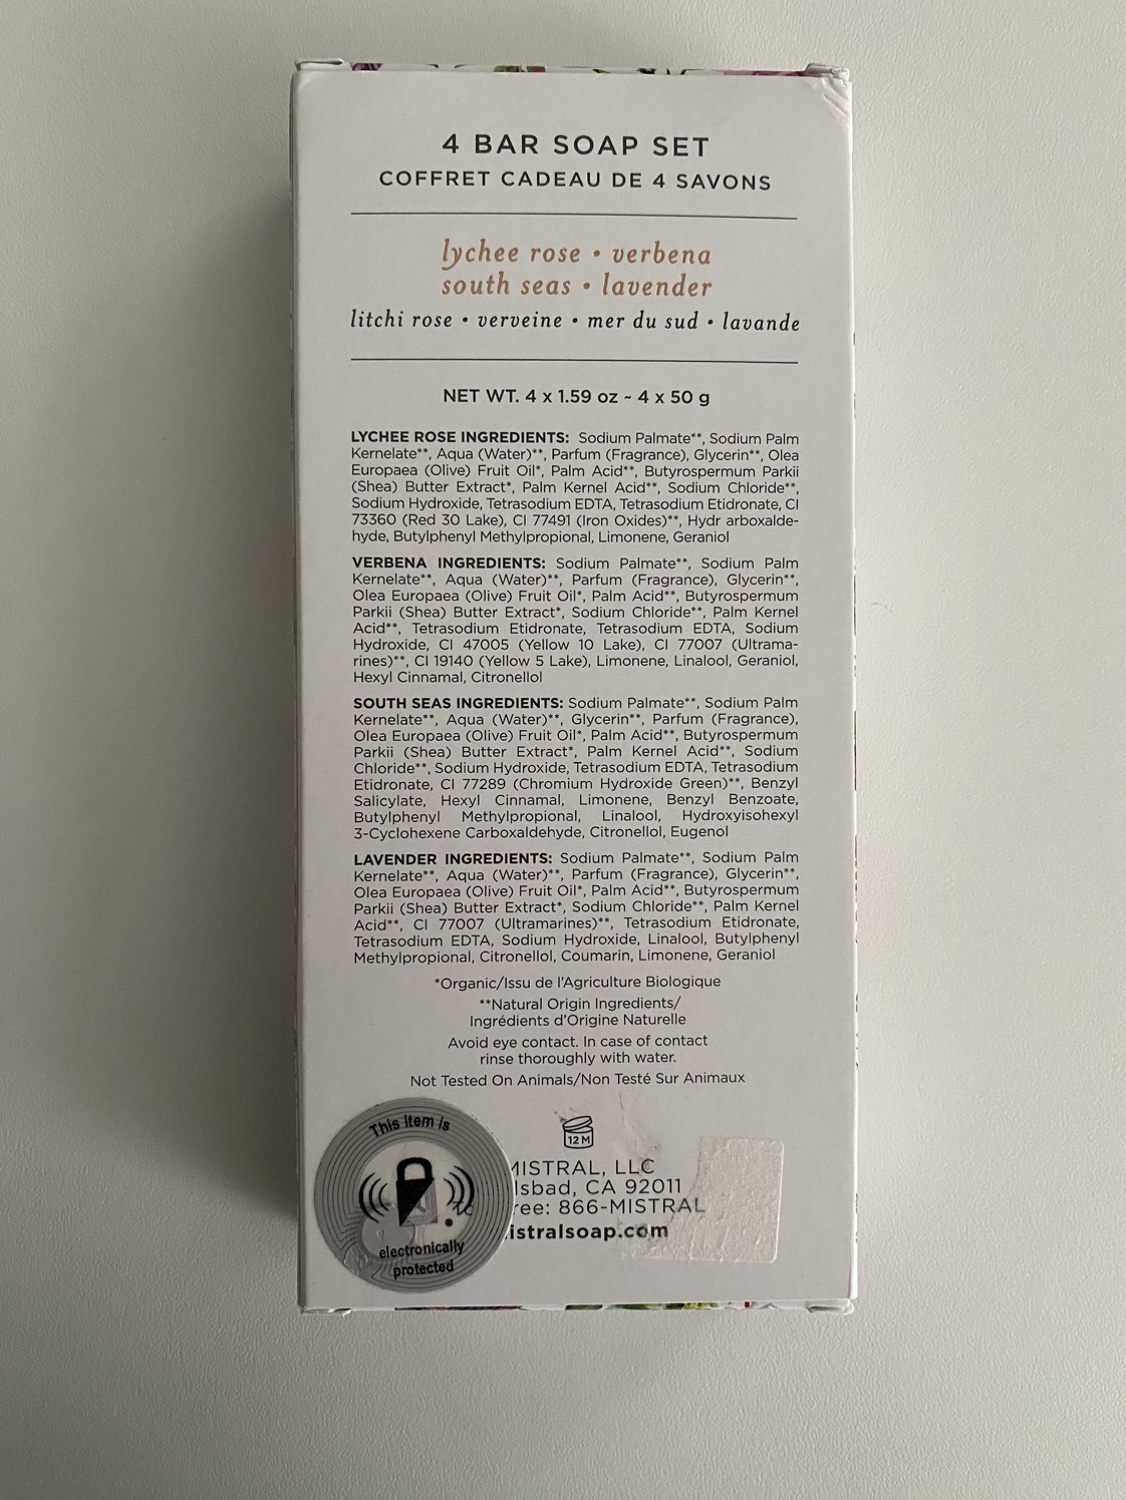 4 BAR SOAP SET
COFFRET CADEAU DE 4 SAVONS
lychee rose • verbena
south seas • lavender
litchi rose • verveine • mer du sud • lavande
NET WT. 4 x 1.59 oz ~ 4 x 50 g
LYCHEE ROSE INGREDIENTS: Sodium Palmate**, Sodium Palm
Kernelate**, Aqua (Water)**, Parfum (Fragrance), Glycerin**, Olea
Europaea (Olive) Fruit Oil*, Palm Acid**, Butyrospermum Parkii
(Shea) Butter Extract*, Palm Kernel Acid**, Sodium Chloride**,
Sodium Hydroxide, Tetrasodium EDTA, Tetrasodium Etidronate, CI
73360 (Red 30 Lake), CI 77491 (Iron Oxides)**, Hydr arboxalde-
hyde, Butylphenyl Methylpropional, Limonene, Geraniol
VERBENA INGREDIENTS: Sodium Palmate**, Sodium Palm
Kernelate**, Aqua (Water)**, Parfum (Fragrance), Glycerin**,
Olea Europaea (Olive) Fruit Oil*, Palm Acid**, Butyrospermum
Parkii (Shea) Butter Extract*, Sodium Chloride**, Palm Kernel
Acid**, Tetrasodium Etidronate, Tetrasodium EDTA, Sodium
Hydroxide, CI 47005 (Yellow 10 Lake), CI 77007 (Ultrama-
rines)**, CI 19140 (Yellow 5 Lake), Limonene, Linalool, Geraniol,
Hexyl Cinnamal, Citronellol
SOUTH SEAS INGREDIENTS: Sodium Palmate**, Sodium Palm
Kernelate**, Aqua (Water)**, Glycerin**, Parfum (Fragrance),
Olea Europaea (Olive) Fruit Oil*, Palm Acid**, Butyrospermum
Parkii (Shea) Butter Extract*, Palm Kernel Acid**, Sodium
Chloride**, Sodium Hydroxide, Tetrasodium EDTA, Tetrasodium
Etidronate, CI 77289 (Chromium Hydroxide Green)**, Benzyl
Salicylate, Hexyl Cinnamal, Limonene, Benzyl Benzoate,
Butylphenyl Methylpropional, Linalool, Hydroxyisohexyl
3-Cyclohexene Carboxaldehyde, Citronellol, Eugenol
LAVENDER INGREDIENTS: Sodium Palmate**, Sodium Palm
Kernelate**, Aqua (Water)**, Parfum (Fragrance), Glycerin**,
Olea Europaea (Olive) Fruit Oil*, Palm Acid**, Butyrospermum
Parkii (Shea) Butter Extract*, Sodium Chloride**, Palm Kernel
Acid**, CI 77007 (Ultramarines)**, Tetrasodium Etidronate,
Tetrasodium EDTA, Sodium Hydroxide, Linalool, Butylphenyl
Methylpropional, Citronellol, Coumarin, Limonene, Geraniol
*Organic/Issu de l'Agriculture Biologique
**Natural Origin Ingredients/
Ingrédients d'Origine Naturelle
Avoid eye contact. In case of contact
rinse thoroughly with water.
Not Tested On Animals/Non Testé Sur Animaux
12 M
MISTRAL, LLC
lsbad, CA 92011
ree: 866-MISTRAL
istralsoap.com
This item is
electronically
protected